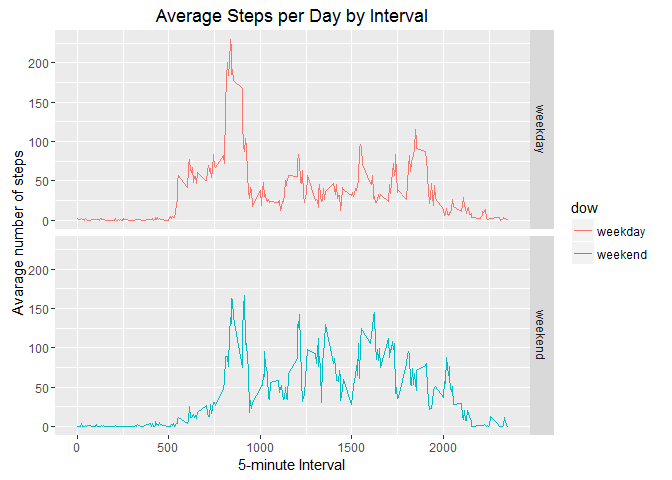 Average Steps per Day by Interval
Avarage number of steps
200
150
100
50
0
weekday
200
150
100
50
0
weekend
0
500
1000
1500
2000
5-minute Interval
dow
weekday
weekend